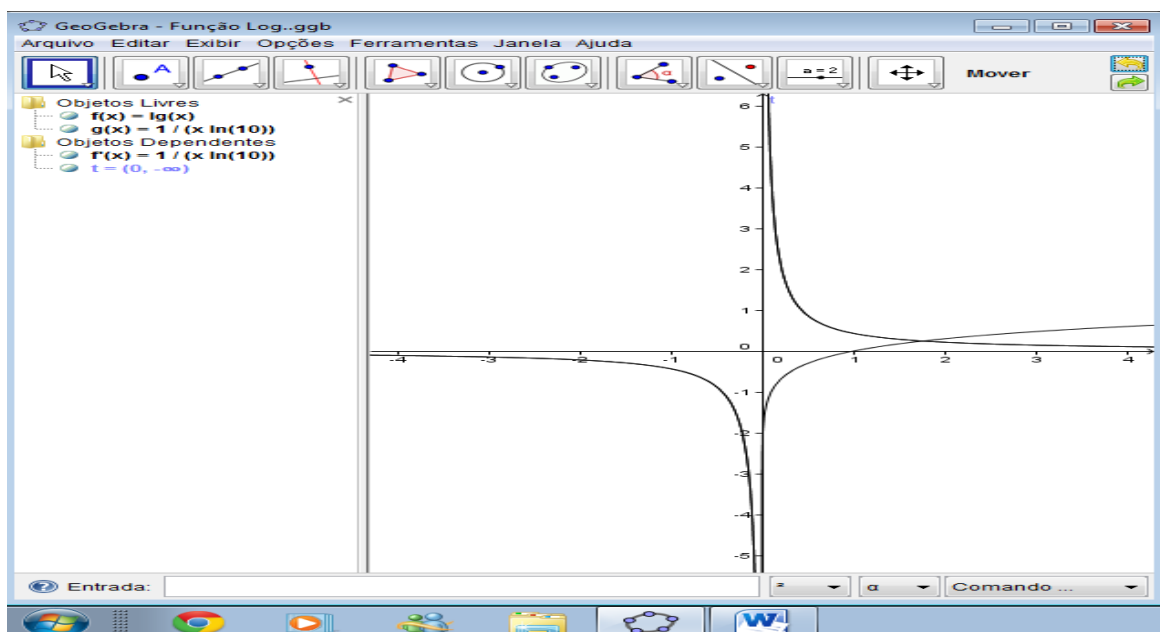 GeoGebra - Função Log..ggb
Arquivo Editar Exibir Opções Ferramentas Janela Ajuda
A
α
a = 2
Mover
Objetos Livres
f(x) = lg(x)
g(x) = 1 / (x ln(10))
Objetos Dependentes
f'(x) = 1 / (x ln(10))
t = (0, -∞)
t
6
5
4
3
2
1
0
-4 -3 -2 -1 0 1 2 3 4
-1
-2
-3
-4
-5
Entrada:
² α Comando ...
W